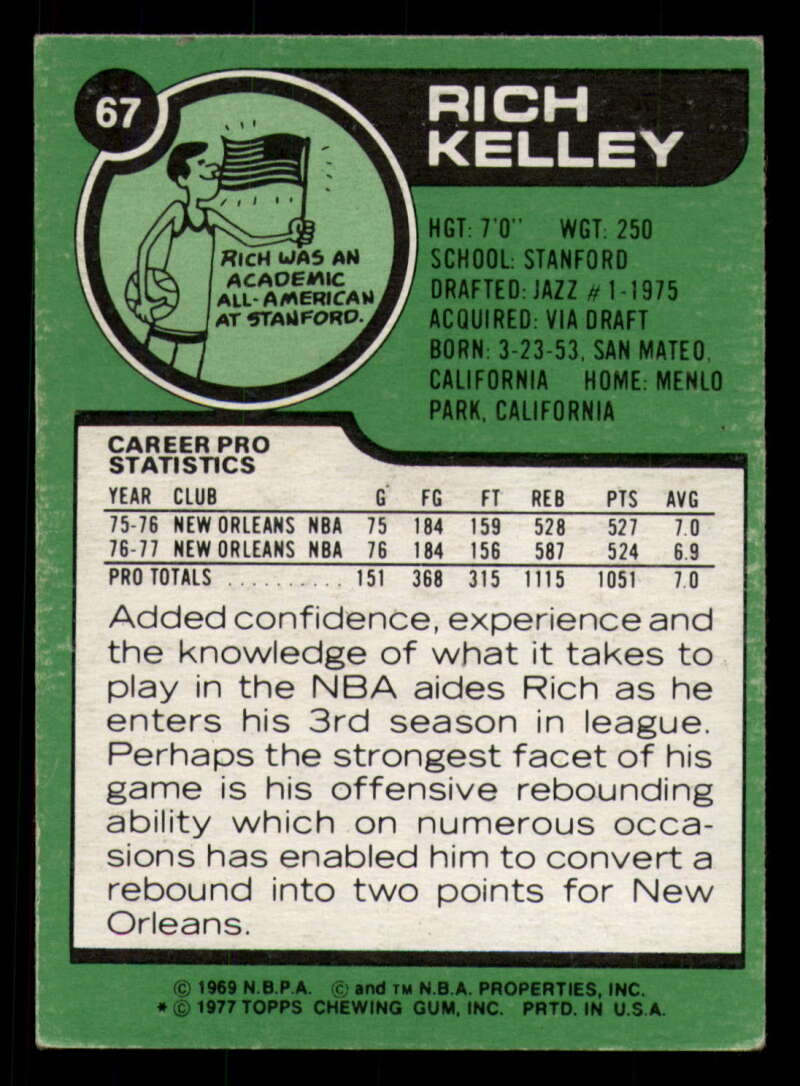 67
RICH
KELLEY
RICH WAS AN
ACADEMIC
ALL-AMERICAN
AT STANFORD.
HGT: 7'0" WGT: 250
SCHOOL: STANFORD
DRAFTED: JAZZ #1-1975
ACQUIRED: VIA DRAFT
BORN: 3-23-53, SAN MATEO,
CALIFORNIA HOME: MENLO
PARK, CALIFORNIA
CAREER PRO
STATISTICS
YEAR CLUB G FG FT REB PTS AVG
75-76 NEW ORLEANS NBA 75 184 159 528 527 7.0
76-77 NEW ORLEANS NBA 76 184 156 587 524 6.9
PRO TOTALS ........... 151 368 315 1115 1051 7.0
Added confidence, experience and
the knowledge of what it takes to
play in the NBA aides Rich as he
enters his 3rd season in league.
Perhaps the strongest facet of his
game is his offensive rebounding
ability which on numerous occa-
sions has enabled him to convert a
rebound into two points for New
Orleans.
© 1969 N.B.P.A. © and TM N.B.A. PROPERTIES, INC.
* © 1977 TOPPS CHEWING GUM, INC. PRTD. IN U.S.A.